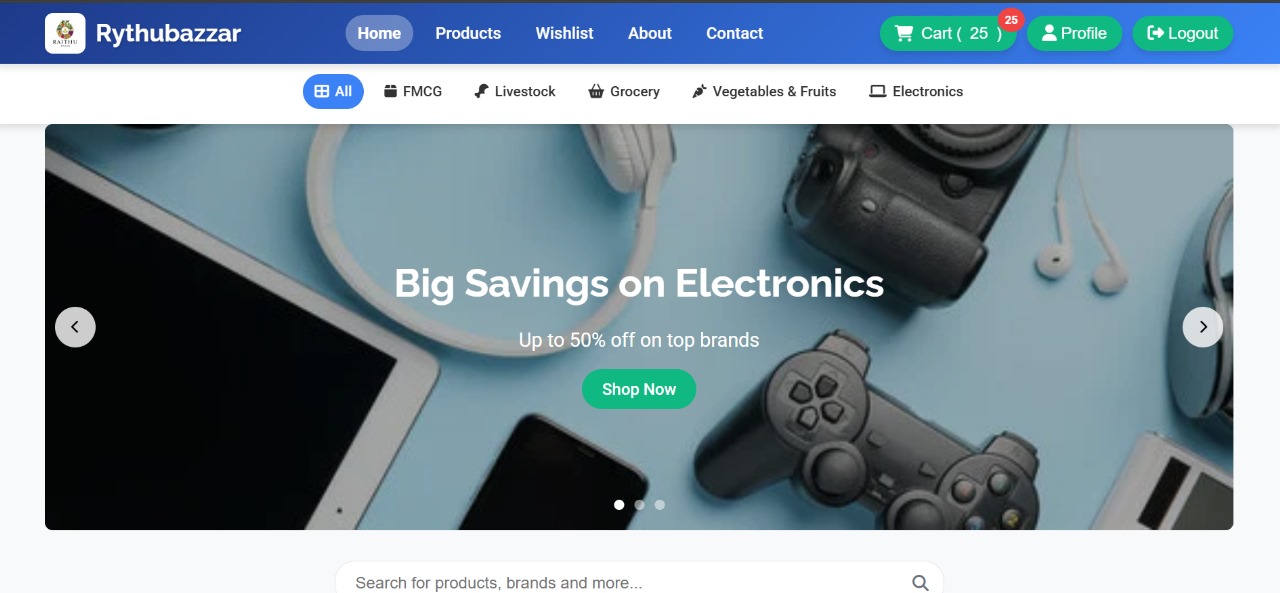 RAITHU
Rythubazzar
Home
Products
Wishlist
About
Contact
Cart ( 25 )
25
Profile
Logout
All
FMCG
Livestock
Grocery
Vegetables & Fruits
Electronics
Big Savings on Electronics
Up to 50% off on top brands
Shop Now
Search for products, brands and more...